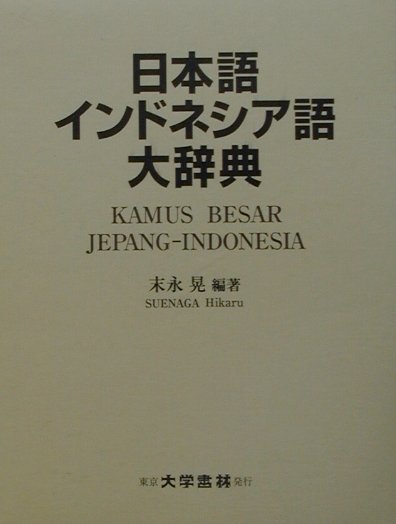 日本語
インドネシア語
大辞典
KAMUS BESAR
JEPANG-INDONESIA
末永 晃 編著
SUENAGA Hikaru
東京 大学書林 発行